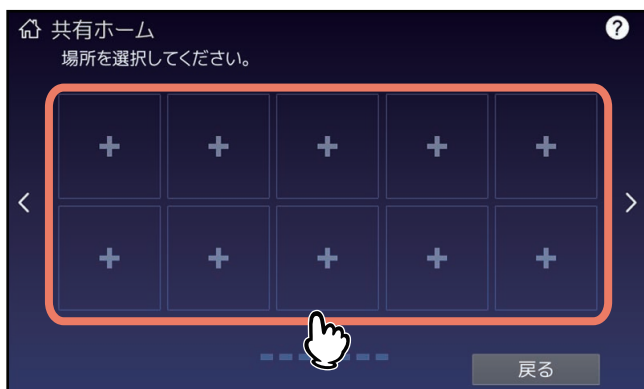 共有ホーム
?
場所を選択してください。
+ + + + +
+ + + + +
戻る